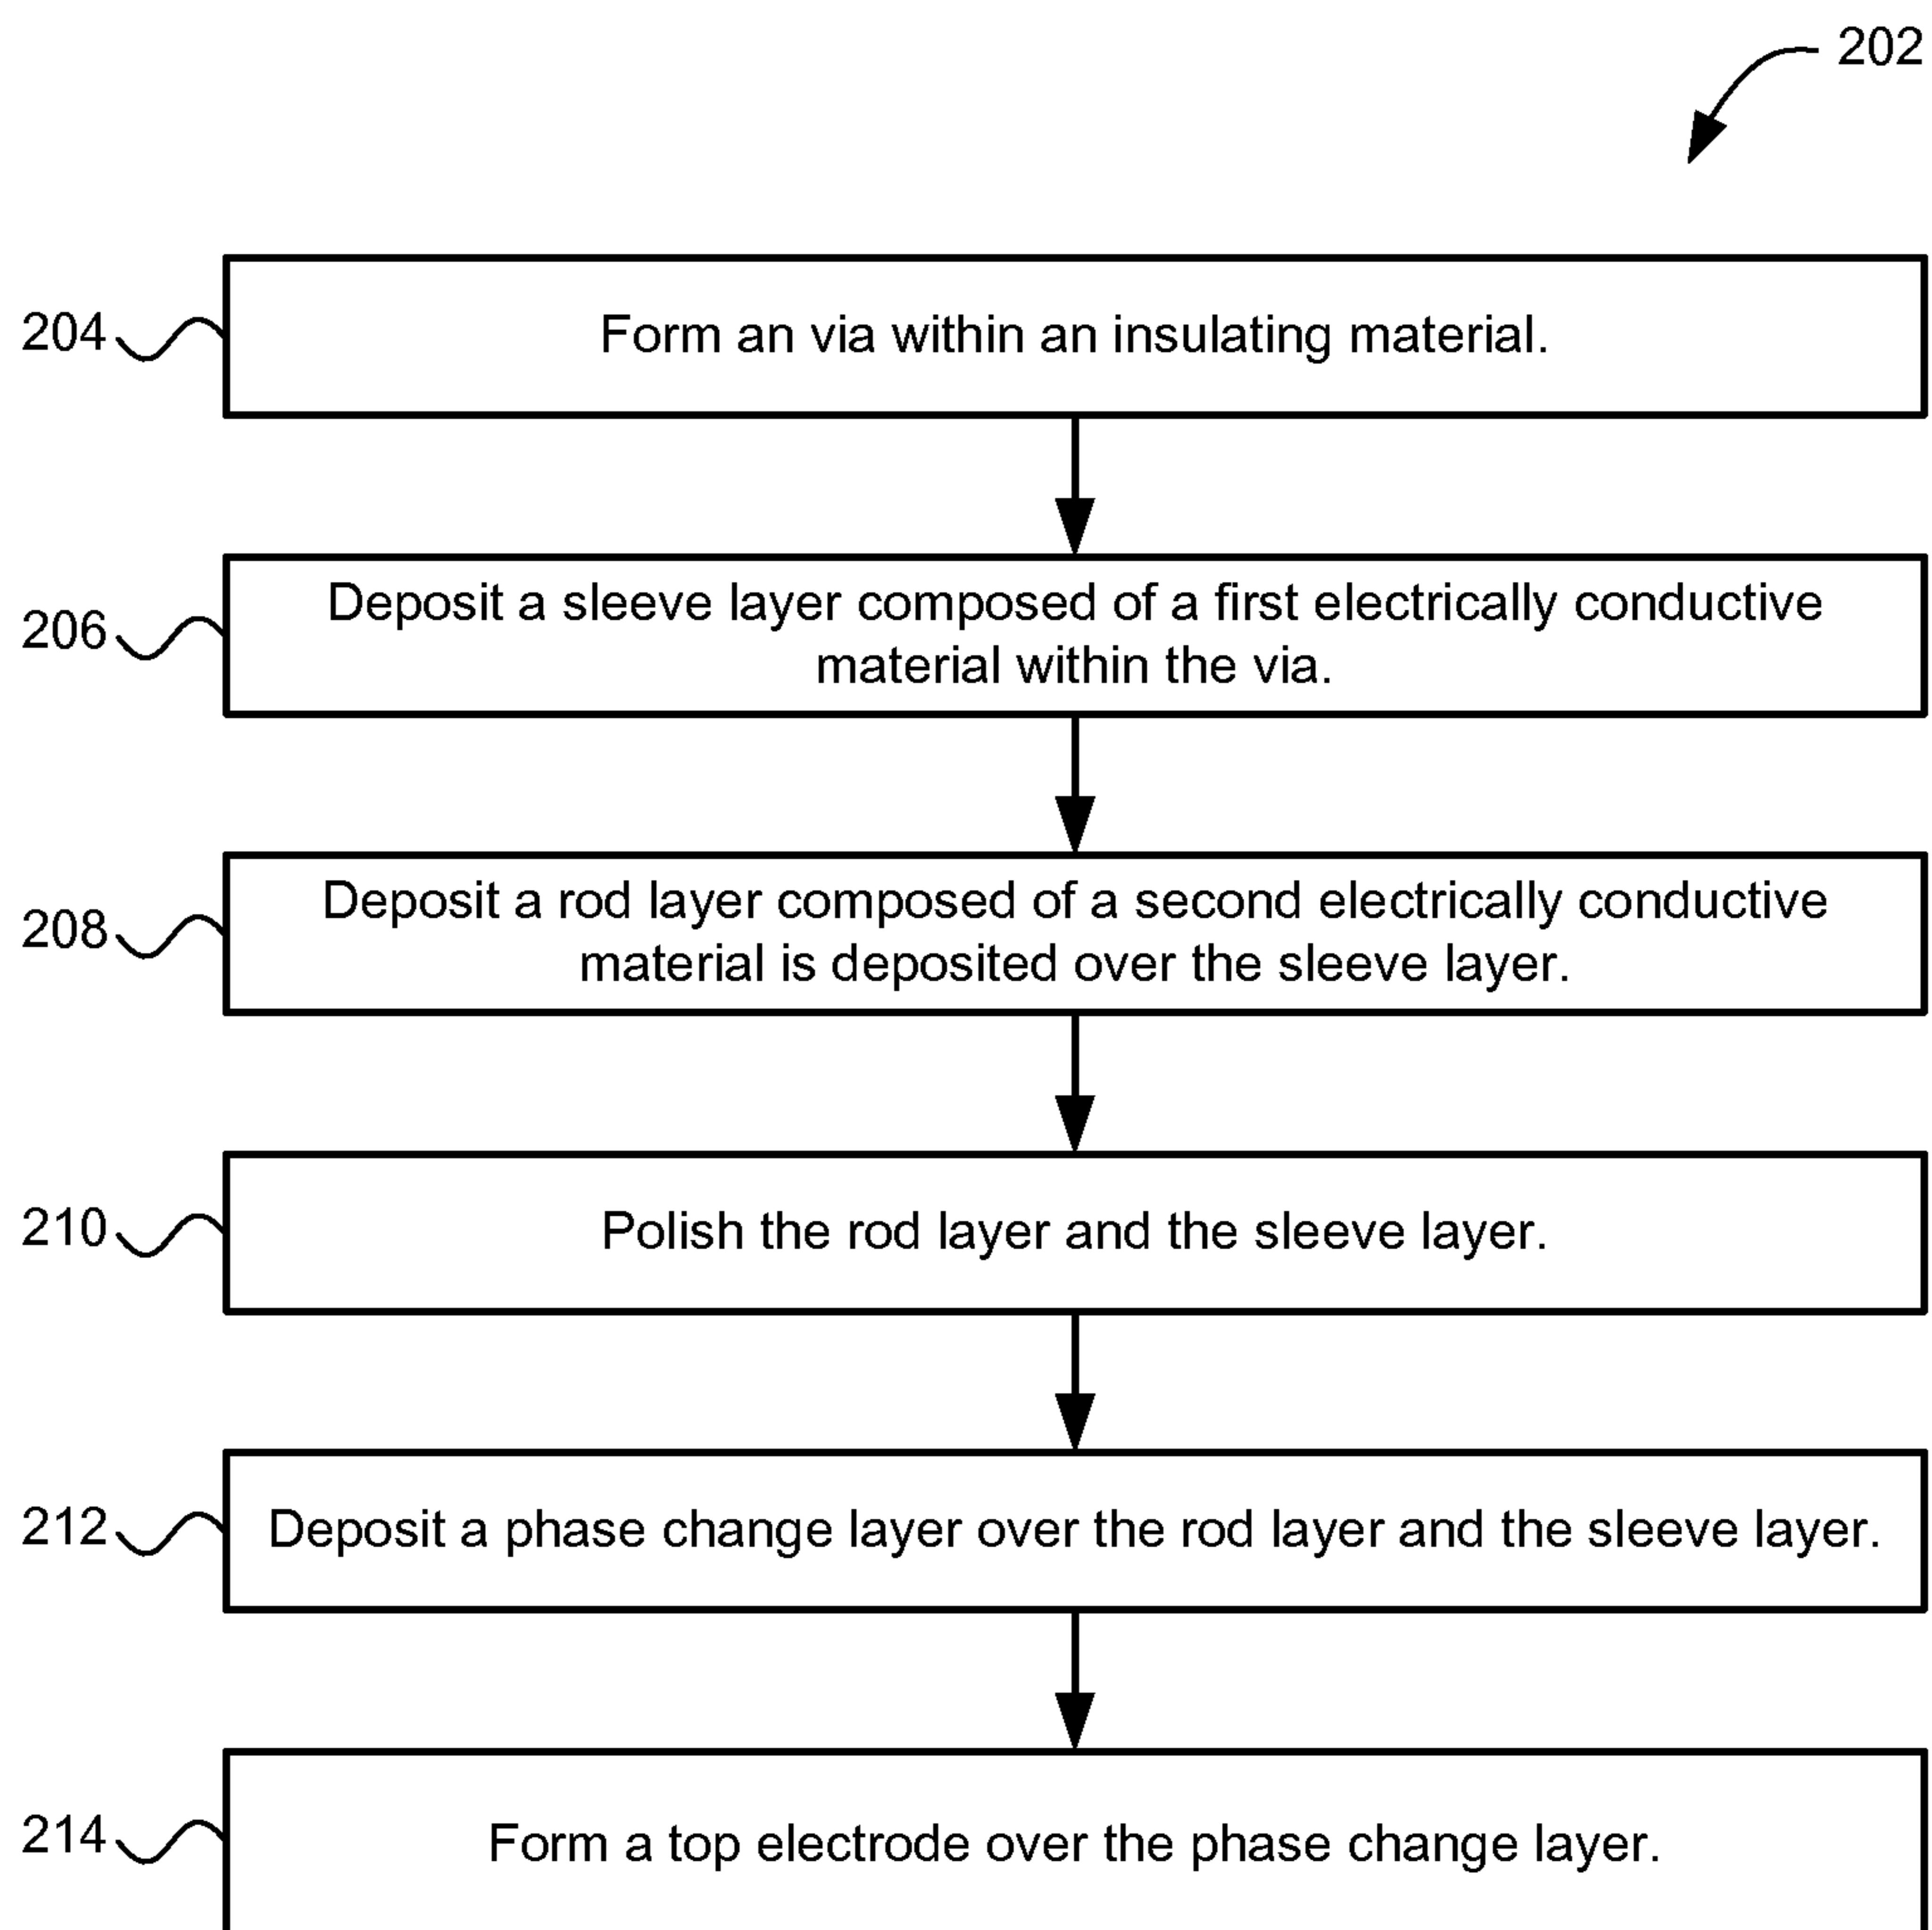 202
204
Form an via within an insulating material.
206
Deposit a sleeve layer composed of a first electrically conductive
material within the via.
208
Deposit a rod layer composed of a second electrically conductive
material is deposited over the sleeve layer.
210
Polish the rod layer and the sleeve layer.
212
Deposit a phase change layer over the rod layer and the sleeve layer.
214
Form a top electrode over the phase change layer.